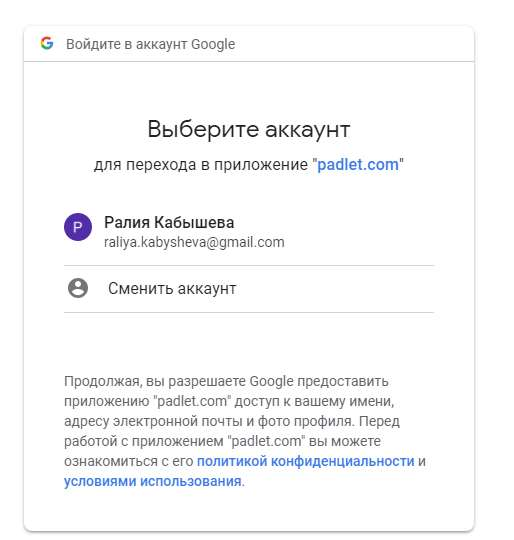 Войдите в аккаунт Google
Выберите аккаунт
для перехода в приложение "padlet.com"
Р
Ралия Кабышева
raliya.kabysheva@gmail.com
Сменить аккаунт
Продолжая, вы разрешаете Google предоставить
приложению "padlet.com" доступ к вашему имени,
адресу электронной почты и фото профиля. Перед
работой с приложением "padlet.com" вы можете
ознакомиться с его политикой конфиденциальности и
условиями использования.